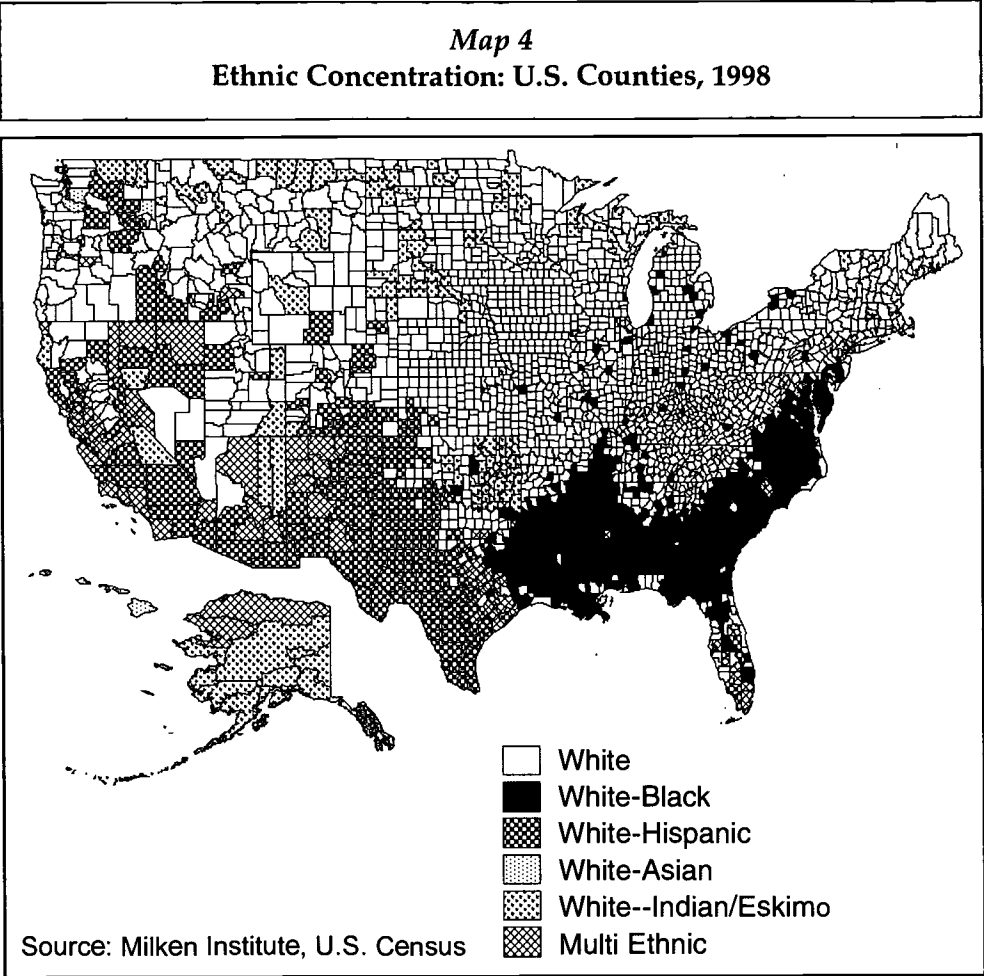 Map 4
Ethnic Concentration: U.S. Counties, 1998
White
White-Black
White-Hispanic
White-Asian
White--Indian/Eskimo
Multi Ethnic
Source: Milken Institute, U.S. Census